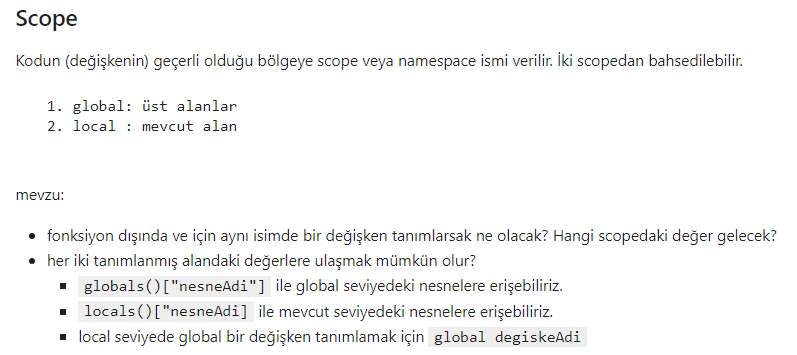 Scope
Kodun (değişkenin) geçerli olduğu bölgeye scope veya namespace ismi verilir. İki scopedan bahsedilebilir.
1. global: üst alanlar
2. local : mevcut alan
mevzu:
• fonksiyon dışında ve için aynı isimde bir değişken tanımlarsak ne olacak? Hangi scopedaki değer gelecek?
• her iki tanımlanmış alandaki değerlere ulaşmak mümkün olur?
▪ globals()["nesneAdi"] ile global seviyedeki nesnelere erişebiliriz.
▪ locals()["nesneAdi] ile mevcut seviyedeki nesnelere erişebiliriz.
▪ local seviyede global bir değişken tanımlamak için global degiskeAdi